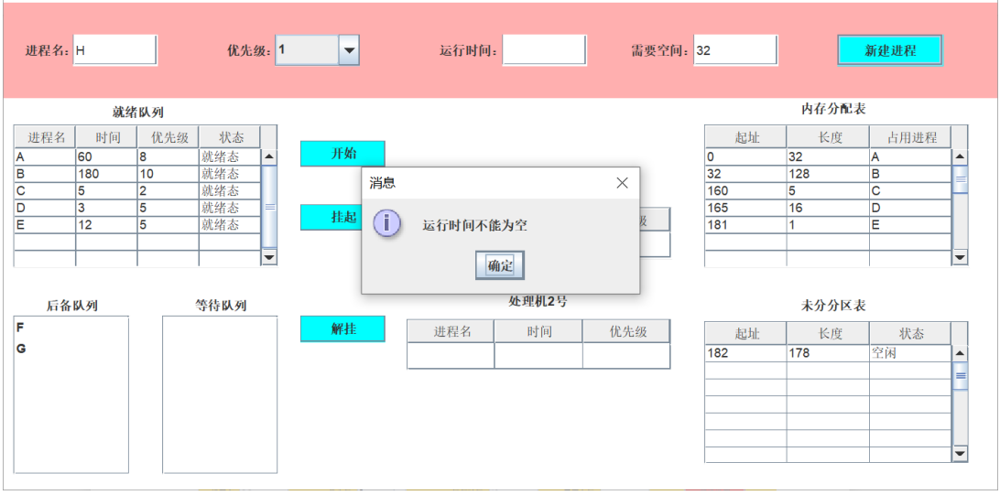 进程名: H 优先级: 1 运行时间: 需要空间: 32 新建进程
就绪队列
进程名 时间 优先级 状态
A 60 8 就绪态
B 180 10 就绪态
C 5 2 就绪态
D 3 5 就绪态
E 12 5 就绪态
开始
挂起
解挂
消息
运行时间不能为空
确定
级
处理机2号
进程名 时间 优先级
内存分配表
起址 长度 占用进程
0 32 A
32 128 B
160 5 C
165 16 D
181 1 E
后备队列
F
G
等待队列
未分分区表
起址 长度 状态
182 178 空闲